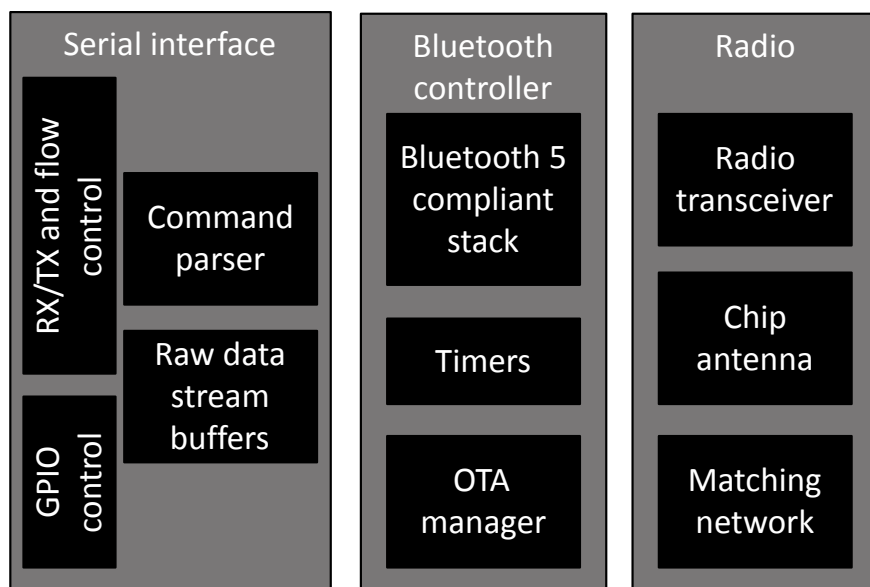 Serial interface
RX/TX and flow
control
Command
parser
Raw data
stream
buffers
GPIO
control
Bluetooth
controller
Bluetooth 5
compliant
stack
Timers
OTA
manager
Radio
Radio
transceiver
Chip
antenna
Matching
network